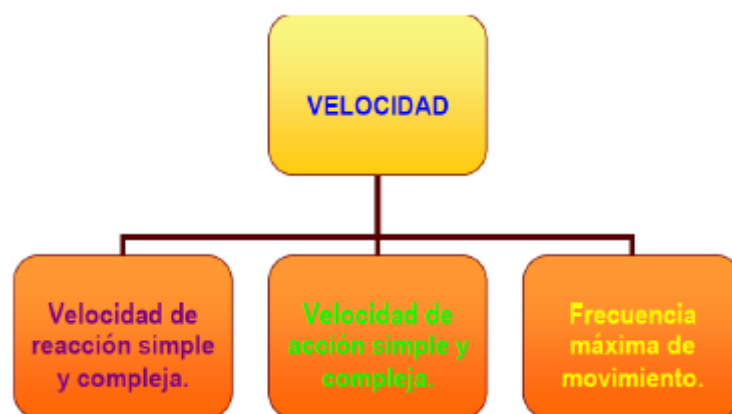 VELOCIDAD
Velocidad de
reacción simple
y compleja.
Velocidad de
acción simple y
compleja.
Frecuencia
máxima de
movimiento.